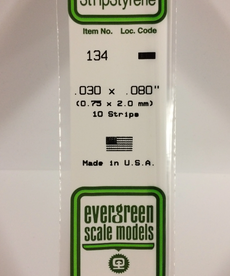 StripStyrene
Item No. Loc. Code
134
.030 x .080"
(0.75 x 2.0 mm)
10 Strips
Made in U.S.A.
evergreen
scale models